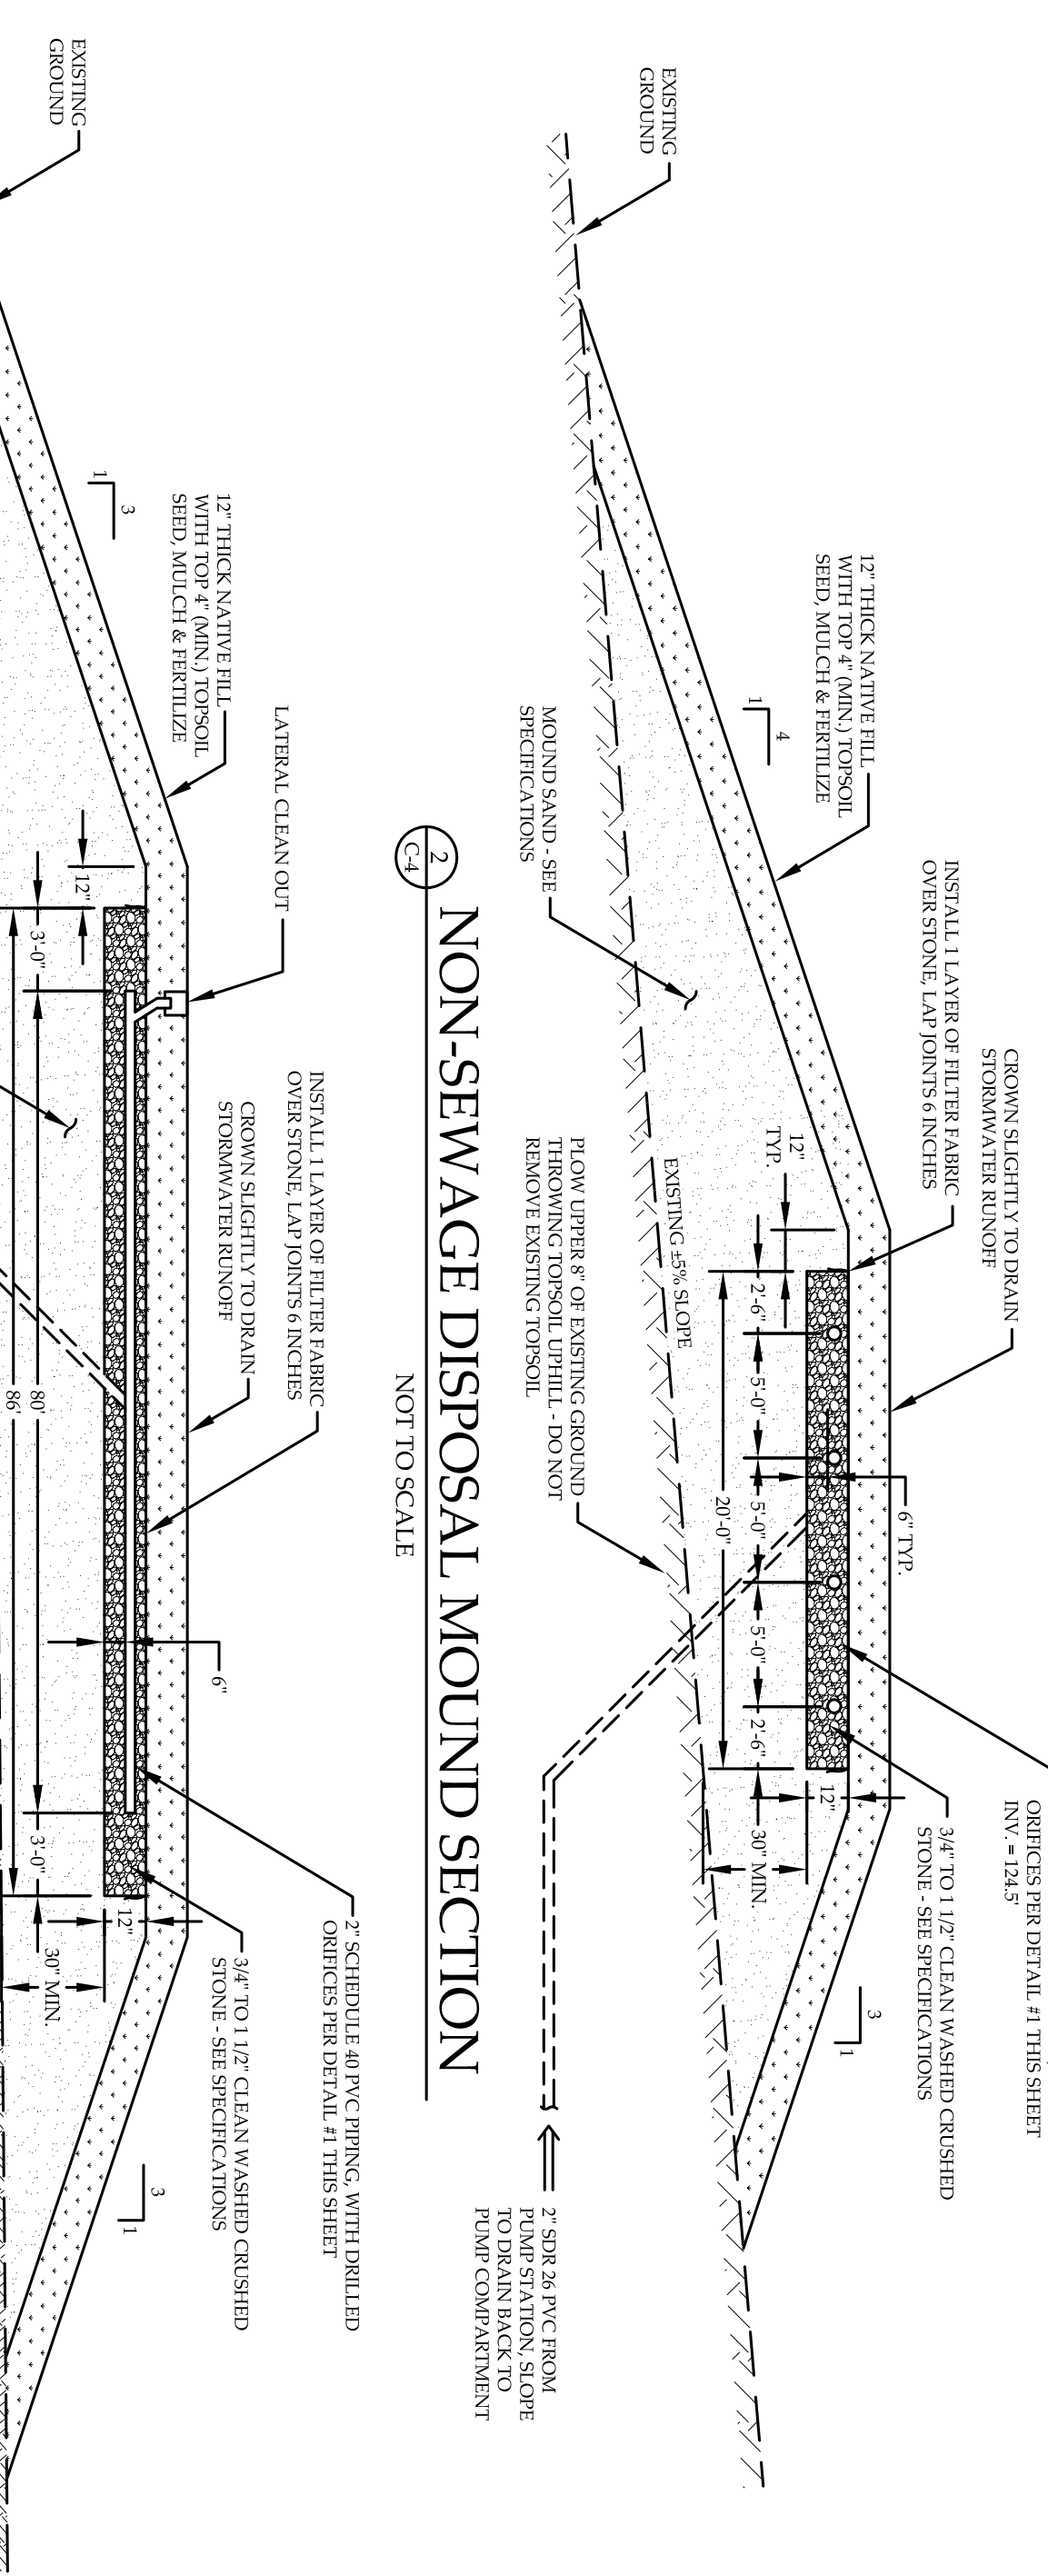 ORIFICES PER DETAIL #1 THIS SHEET
INV. = 124.5'
CROWN SLIGHTLY TO DRAIN
STORMWATER RUNOFF
INSTALL 1 LAYER OF FILTER FABRIC
OVER STONE, LAP JOINTS 6 INCHES
3/4" TO 1 1/2" CLEAN WASHED CRUSHED
STONE - SEE SPECIFICATIONS
12" THICK NATIVE FILL
WITH TOP 4" (MIN.) TOPSOIL
SEED, MULCH & FERTILIZE
6" TYP.
3
1
4
1
12"
TYP.
12"
2'-6"
5'-0"
5'-0"
5'-0"
2'-6"
30" MIN.
20'-0"
EXISTING
GROUND
EXISTING ±5% SLOPE
MOUND SAND - SEE
SPECIFICATIONS
PLOW UPPER 8" OF EXISTING GROUND
THROWING TOPSOIL UPHILL - DO NOT
REMOVE EXISTING TOPSOIL
2" SDR 26 PVC FROM
PUMP STATION, SLOPE
TO DRAIN BACK TO
PUMP COMPARTMENT
2
C-4
NON-SEWAGE DISPOSAL MOUND SECTION
NOT TO SCALE
2" SCHEDULE 40 PVC PIPING, WITH DRILLED
ORIFICES PER DETAIL #1 THIS SHEET
INSTALL 1 LAYER OF FILTER FABRIC
OVER STONE, LAP JOINTS 6 INCHES
LATERAL CLEAN OUT
CROWN SLIGHTLY TO DRAIN
STORMWATER RUNOFF
3/4" TO 1 1/2" CLEAN WASHED CRUSHED
STONE - SEE SPECIFICATIONS
12" THICK NATIVE FILL
WITH TOP 4" (MIN.) TOPSOIL
SEED, MULCH & FERTILIZE
6"
3
1
3
1
12"
12"
EXISTING
GROUND
3'-0"
80'
3'-0"
30" MIN.
86'